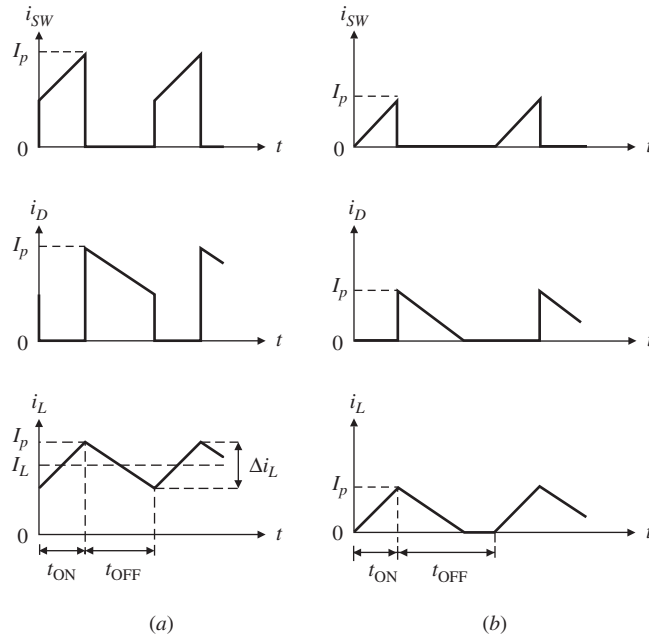 i_SW
I_p
0
t
i_D
I_p
0
t
i_L
I_p
I_L
Δi_L
0
t
t_ON
t_OFF
(a)
i_SW
I_p
0
t
i_D
I_p
0
t
i_L
I_p
0
t
t_ON
t_OFF
(b)